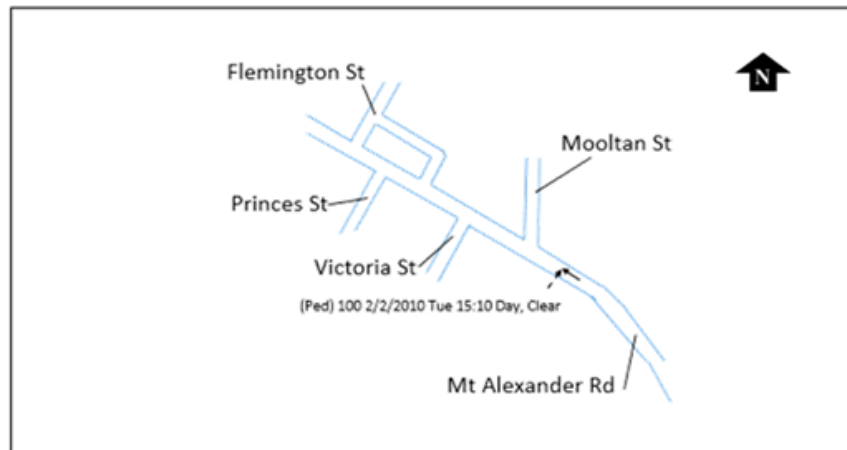 Flemington St
N
Mooltan St
Princes St
Victoria St
(Ped) 100 2/2/2010 Tue 15:10 Day, Clear
Mt Alexander Rd